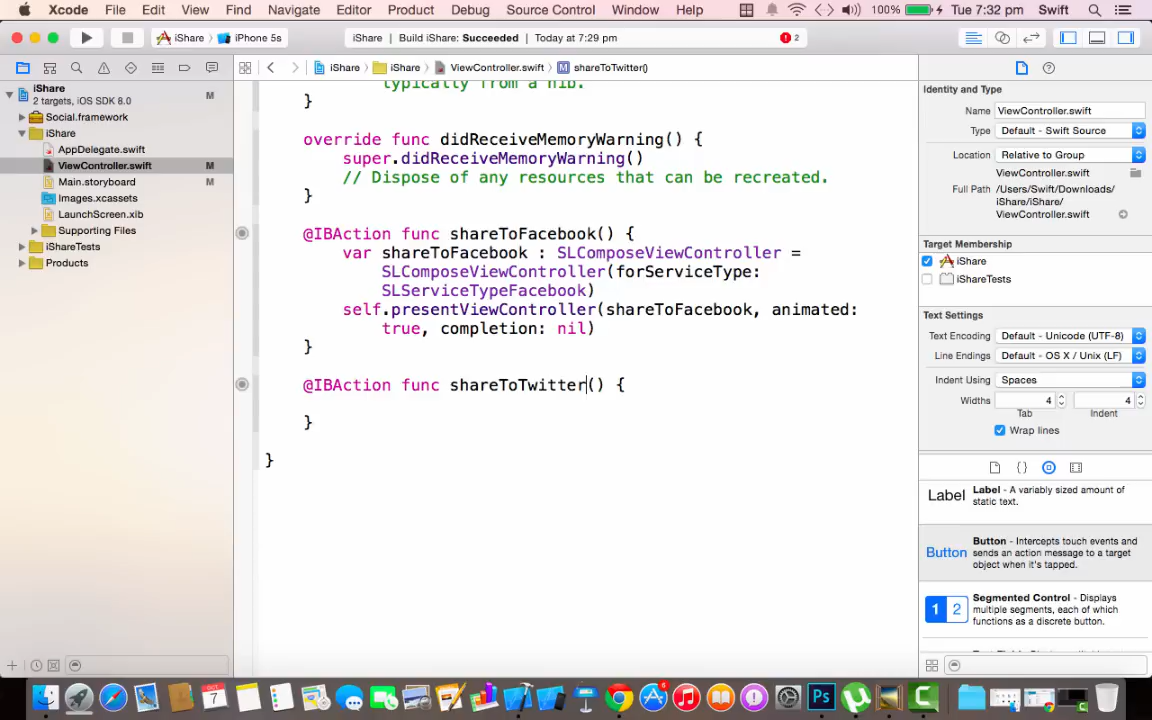 Xcode File Edit View Find Navigate Editor Product Debug Source Control Window Help 100% Tue 7:32 pm Swift
iShare iPhone 5s iShare Build iShare: Succeeded Today at 7:29 pm 2
iShare iShare ViewController.swift M shareToTwitter()
iShare M
2 targets, iOS SDK 8.0
Social.framework
iShare
AppDelegate.swift
ViewController.swift M
Main.storyboard M
Images.xcassets
LaunchScreen.xib
Supporting Files
iShareTests
Products
typically from a nib.
}
override func didReceiveMemoryWarning() {
super.didReceiveMemoryWarning()
// Dispose of any resources that can be recreated.
}
@IBAction func shareToFacebook() {
var shareToFacebook : SLComposeViewController =
SLComposeViewController(forServiceType:
SLServiceTypeFacebook)
self.presentViewController(shareToFacebook, animated:
true, completion: nil)
}
@IBAction func shareToTwitter() {
}
}
Identity and Type
Name ViewController.swift
Type Default - Swift Source
Location Relative to Group
ViewController.swift
Full Path /Users/Swift/Downloads/
iShare/iShare/
ViewController.swift
Target Membership
iShare
iShareTests
Text Settings
Text Encoding Default - Unicode (UTF-8)
Line Endings Default - OS X / Unix (LF)
Indent Using Spaces
Widths 4 4
Tab Indent
Wrap lines
Label Label - A variably sized amount of
static text.
Button Button - Intercepts touch events and
sends an action message to a target
object when it's tapped.
1 2 Segmented Control - Displays
multiple segments, each of which
functions as a discrete button.